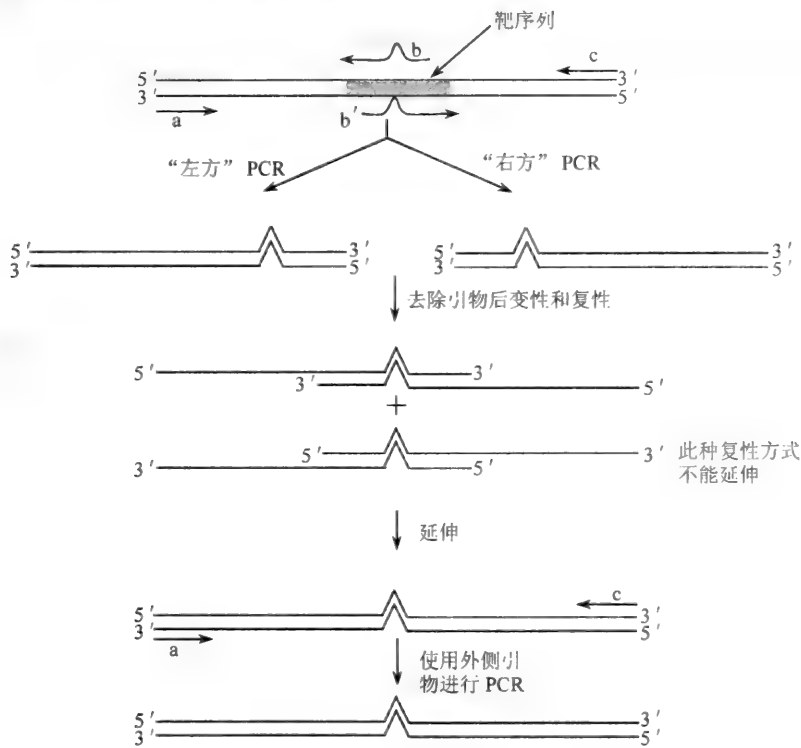 靶序列
b
c
5′ 3′
3′ 5′
a
b′
“左方” PCR
“右方” PCR
5′ 3′
3′ 5′
5′ 3′
3′ 5′
去除引物后变性和复性
5′ 3′
3′ 5′
+
5′ 3′
3′ 5′
此种复性方式
不能延伸
延伸
c
5′ 3′
3′ 5′
a
使用外侧引
物进行 PCR
5′ 3′
3′ 5′